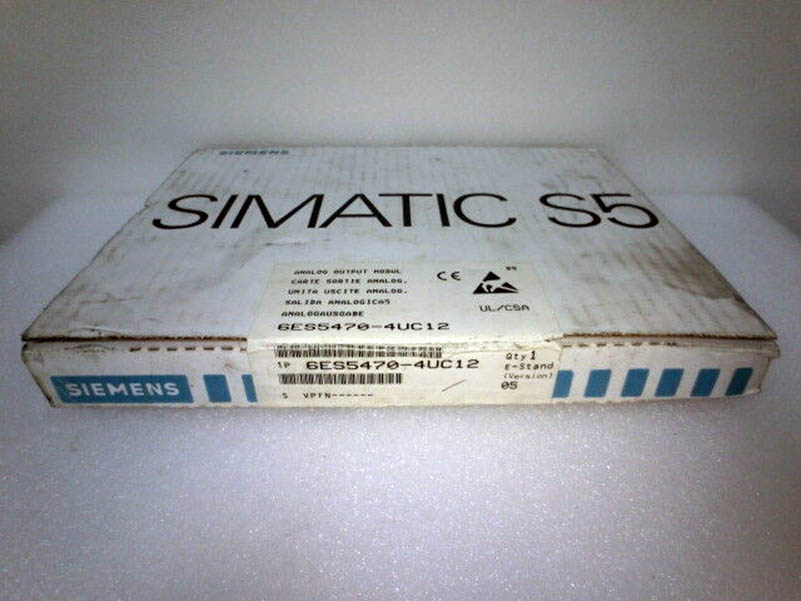 SIEMENS
SIMATIC S5
ANALOG OUTPUT MODUL
CARTE SORTIE ANALOG.
UNITA USCITE ANALOG.
SALIDA ANALOGICAS
ANALOGAUSGABE
6ES5470-4UC12
CE
UL/CSA
1P 6ES5470-4UC12
Qty 1
E-Stand
(Version)
05
S VPTN------
SIEMENS